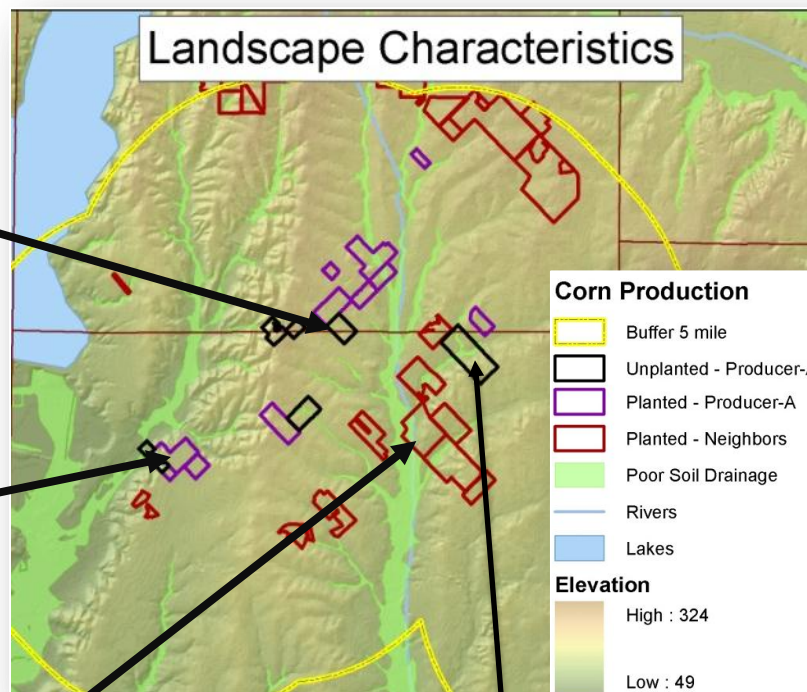 Landscape Characteristics
Corn Production
Buffer 5 mile
Unplanted - Producer-
Planted - Producer-A
Planted - Neighbors
Poor Soil Drainage
Rivers
Lakes
Elevation
High : 324
Low : 49